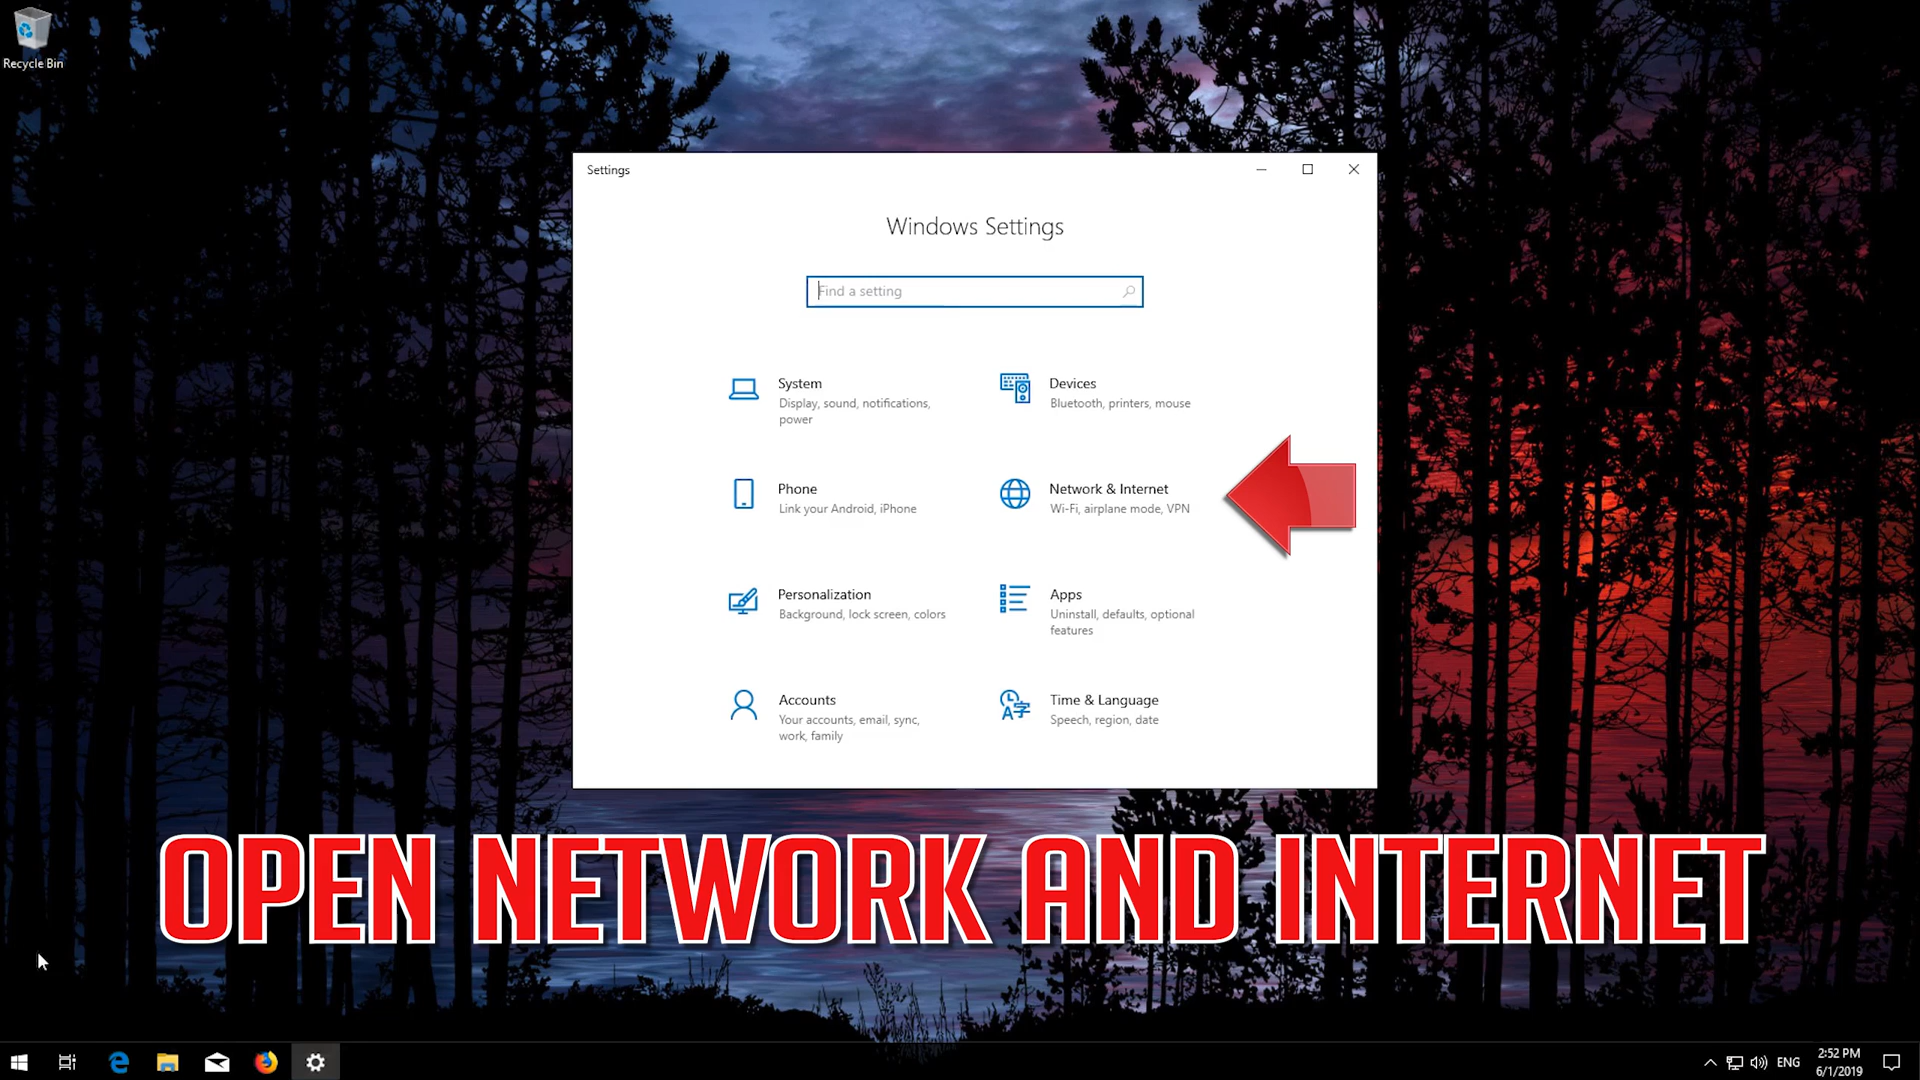 Recycle Bin
Settings
Windows Settings
Find a setting
System
Display, sound, notifications,
power
Devices
Bluetooth, printers, mouse
Phone
Link your Android, iPhone
Network & Internet
Wi-Fi, airplane mode, VPN
Personalization
Background, lock screen, colors
Apps
Uninstall, defaults, optional
features
Accounts
Your accounts, email, sync,
work, family
Time & Language
Speech, region, date
OPEN NETWORK AND INTERNET
ENG
2:52 PM
6/1/2019